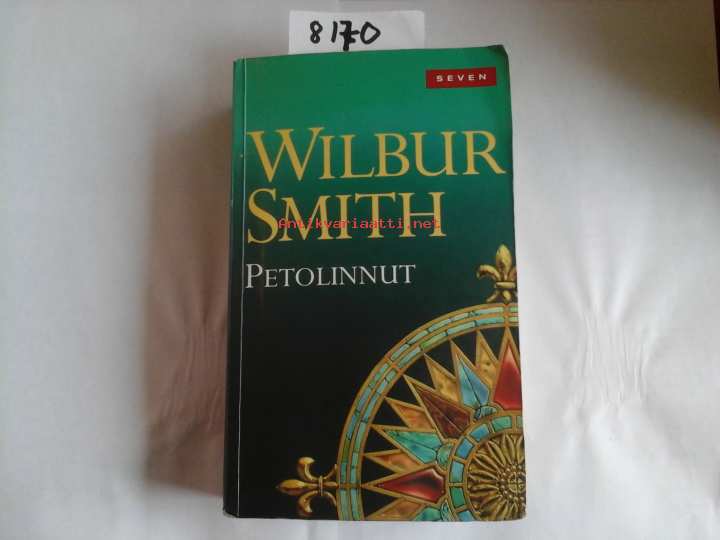 8170
SEVEN
WILBUR
SMITH
Antikvariaatti.net
PETOLINNUT